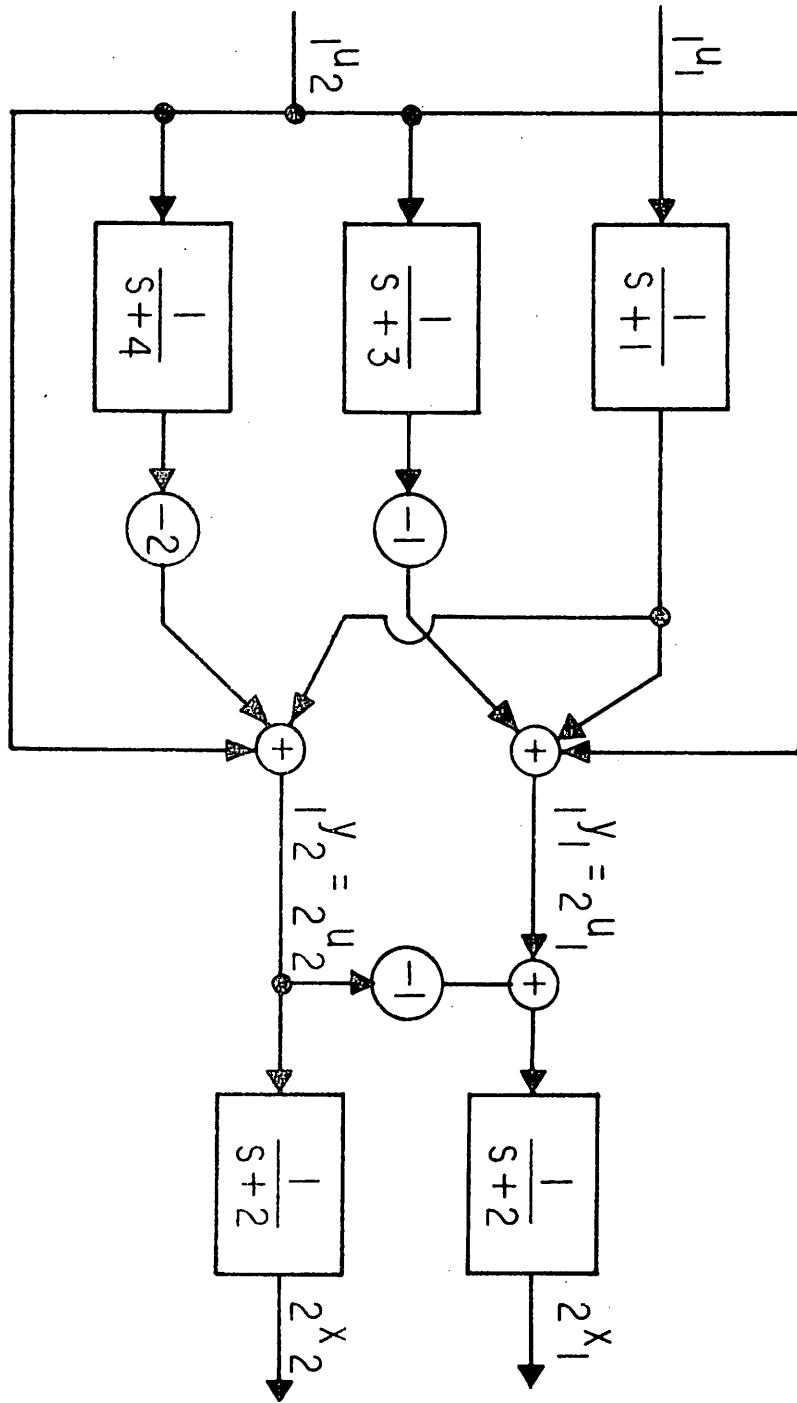 ₁u₁
1/(s+1)
+
₁y₁ = ₂u₁
+
1/(s+2)
₂x₁
1/(s+3)
-1
-1
₁u₂
1/(s+4)
-2
+
₁y₂ = ₂u₂
1/(s+2)
₂x₂